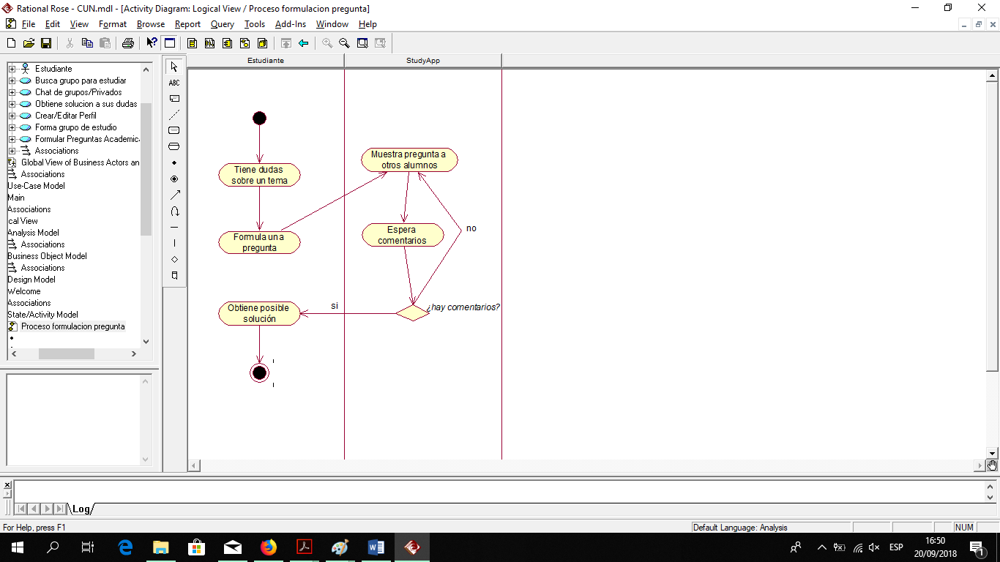 Rational Rose - CUN.mdl - [Activity Diagram: Logical View / Proceso formulacion pregunta]
File Edit View Format Browse Report Query Tools Add-Ins Window Help
Estudiante
Busca grupo para estudiar
Chat de grupos/Privados
Obtiene solucion a sus dudas
Crear/Editar Perfil
Forma grupo de estudio
Formular Preguntas Academica
Associations
Global View of Business Actors an
Associations
Use-Case Model
Main
Associations
cal View
Analysis Model
Associations
Business Object Model
Associations
Design Model
Welcome
Associations
State/Activity Model
Proceso formulacion pregunta
ABC
Estudiante
StudyApp
Tiene dudas
sobre un tema
Formula una
pregunta
Muestra pregunta a
otros alumnos
Espera
comentarios
no
¿hay comentarios?
si
Obtiene posible
solución
Log
For Help, press F1
Default Language: Analysis
NUM
ESP
16:50
20/09/2018
1